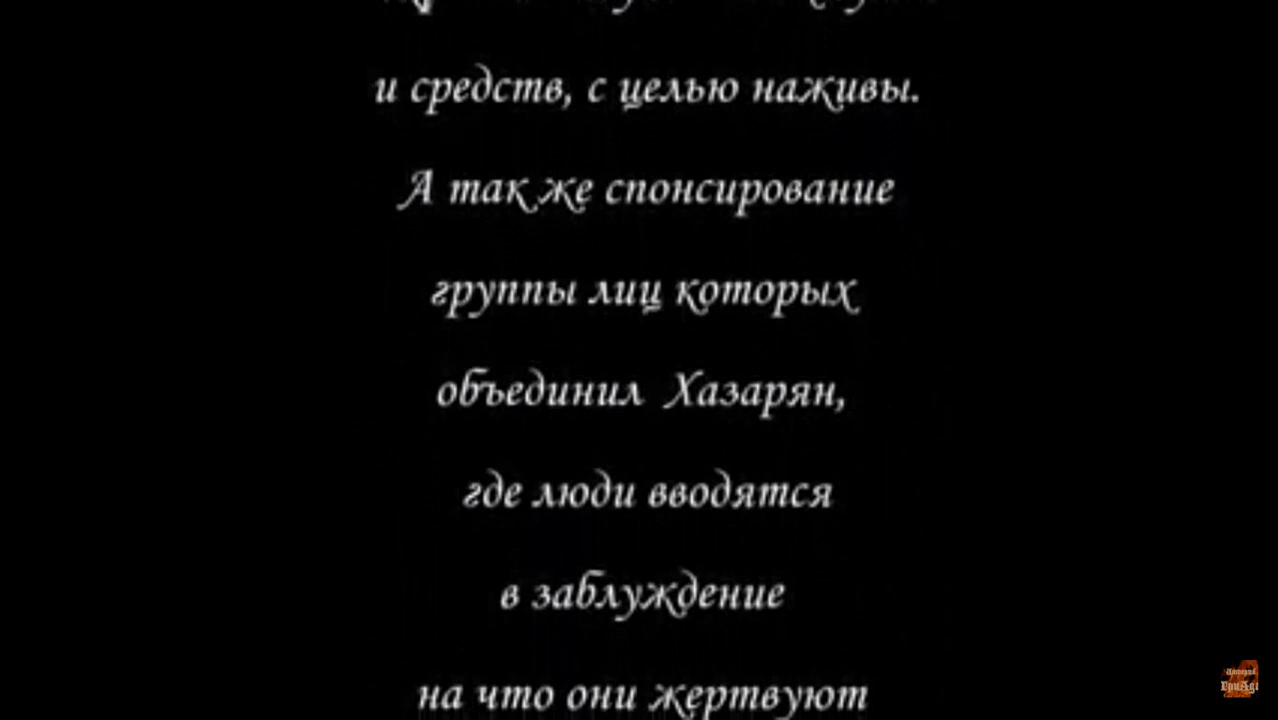 и средств, с целью наживы.
А так же спонсирование
группы лиц которых
объединил Хазарян,
где люди вводятся
в заблуждение
на что они жертвуют